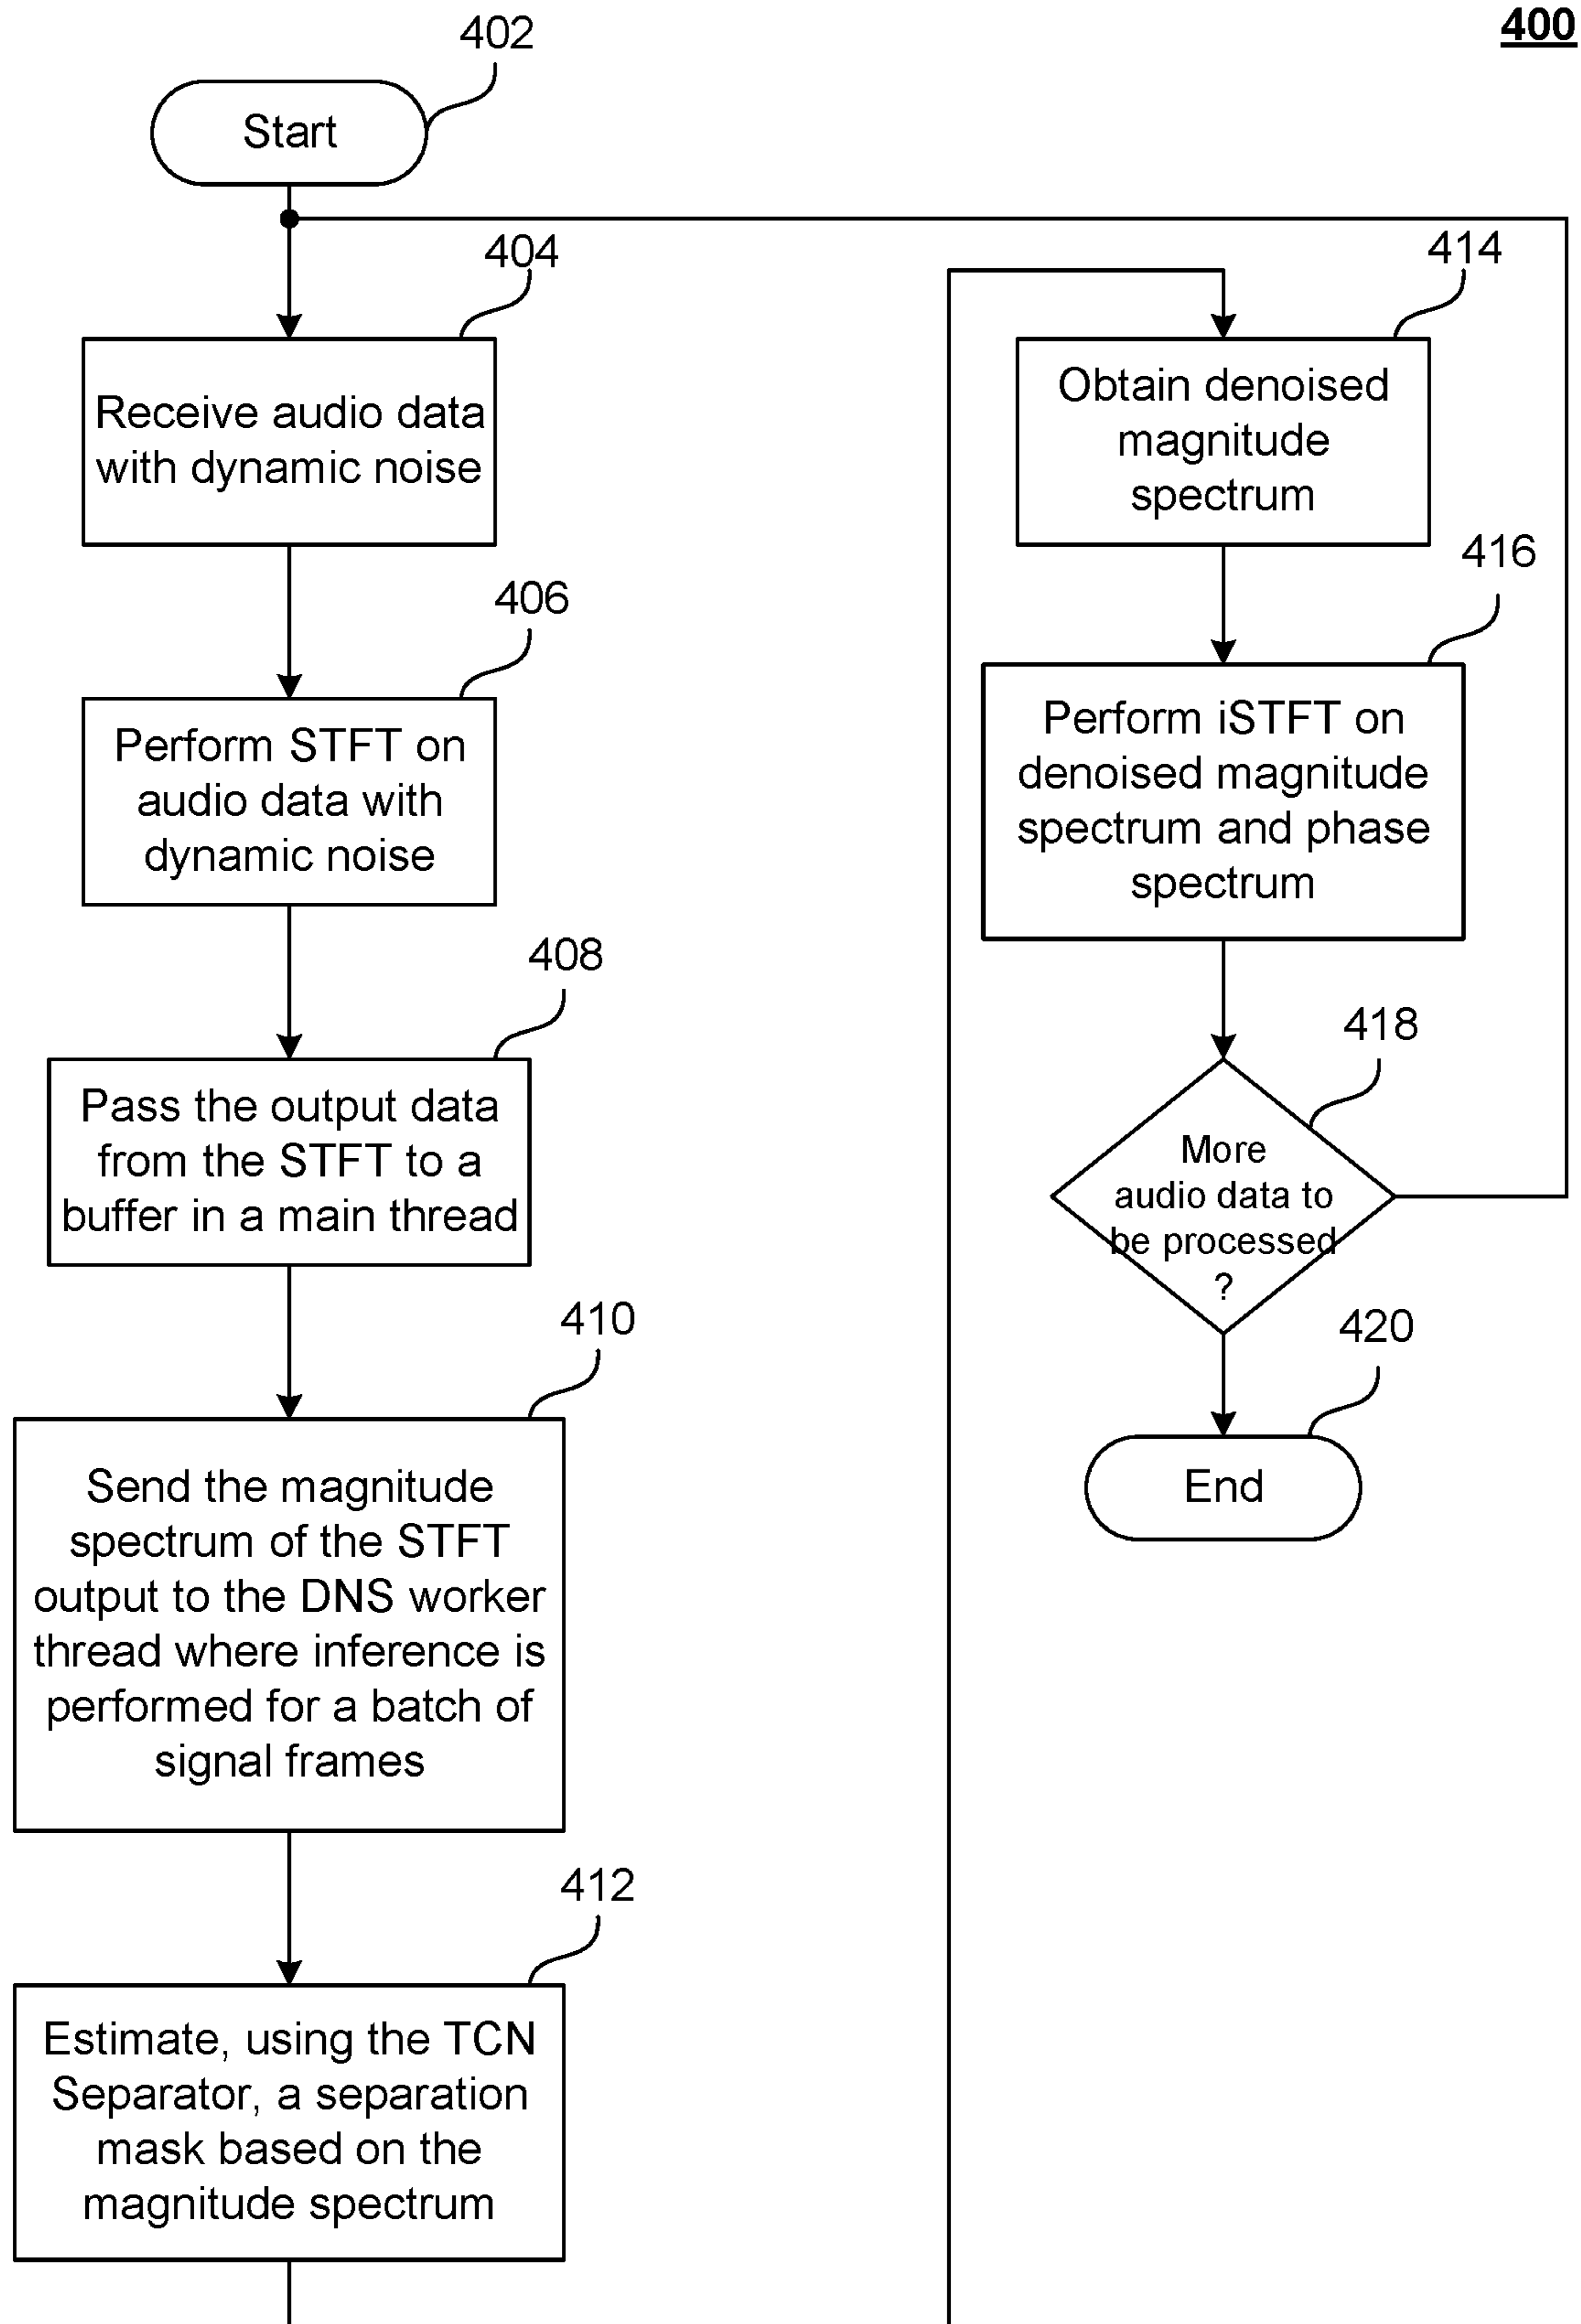 400
402
Start
404
Receive audio data
with dynamic noise
406
Perform STFT on
audio data with
dynamic noise
408
Pass the output data
from the STFT to a
buffer in a main thread
410
Send the magnitude
spectrum of the STFT
output to the DNS worker
thread where inference is
performed for a batch of
signal frames
412
Estimate, using the TCN
Separator, a separation
mask based on the
magnitude spectrum
414
Obtain denoised
magnitude
spectrum
416
Perform iSTFT on
denoised magnitude
spectrum and phase
spectrum
418
More
audio data to
be processed
?
420
End